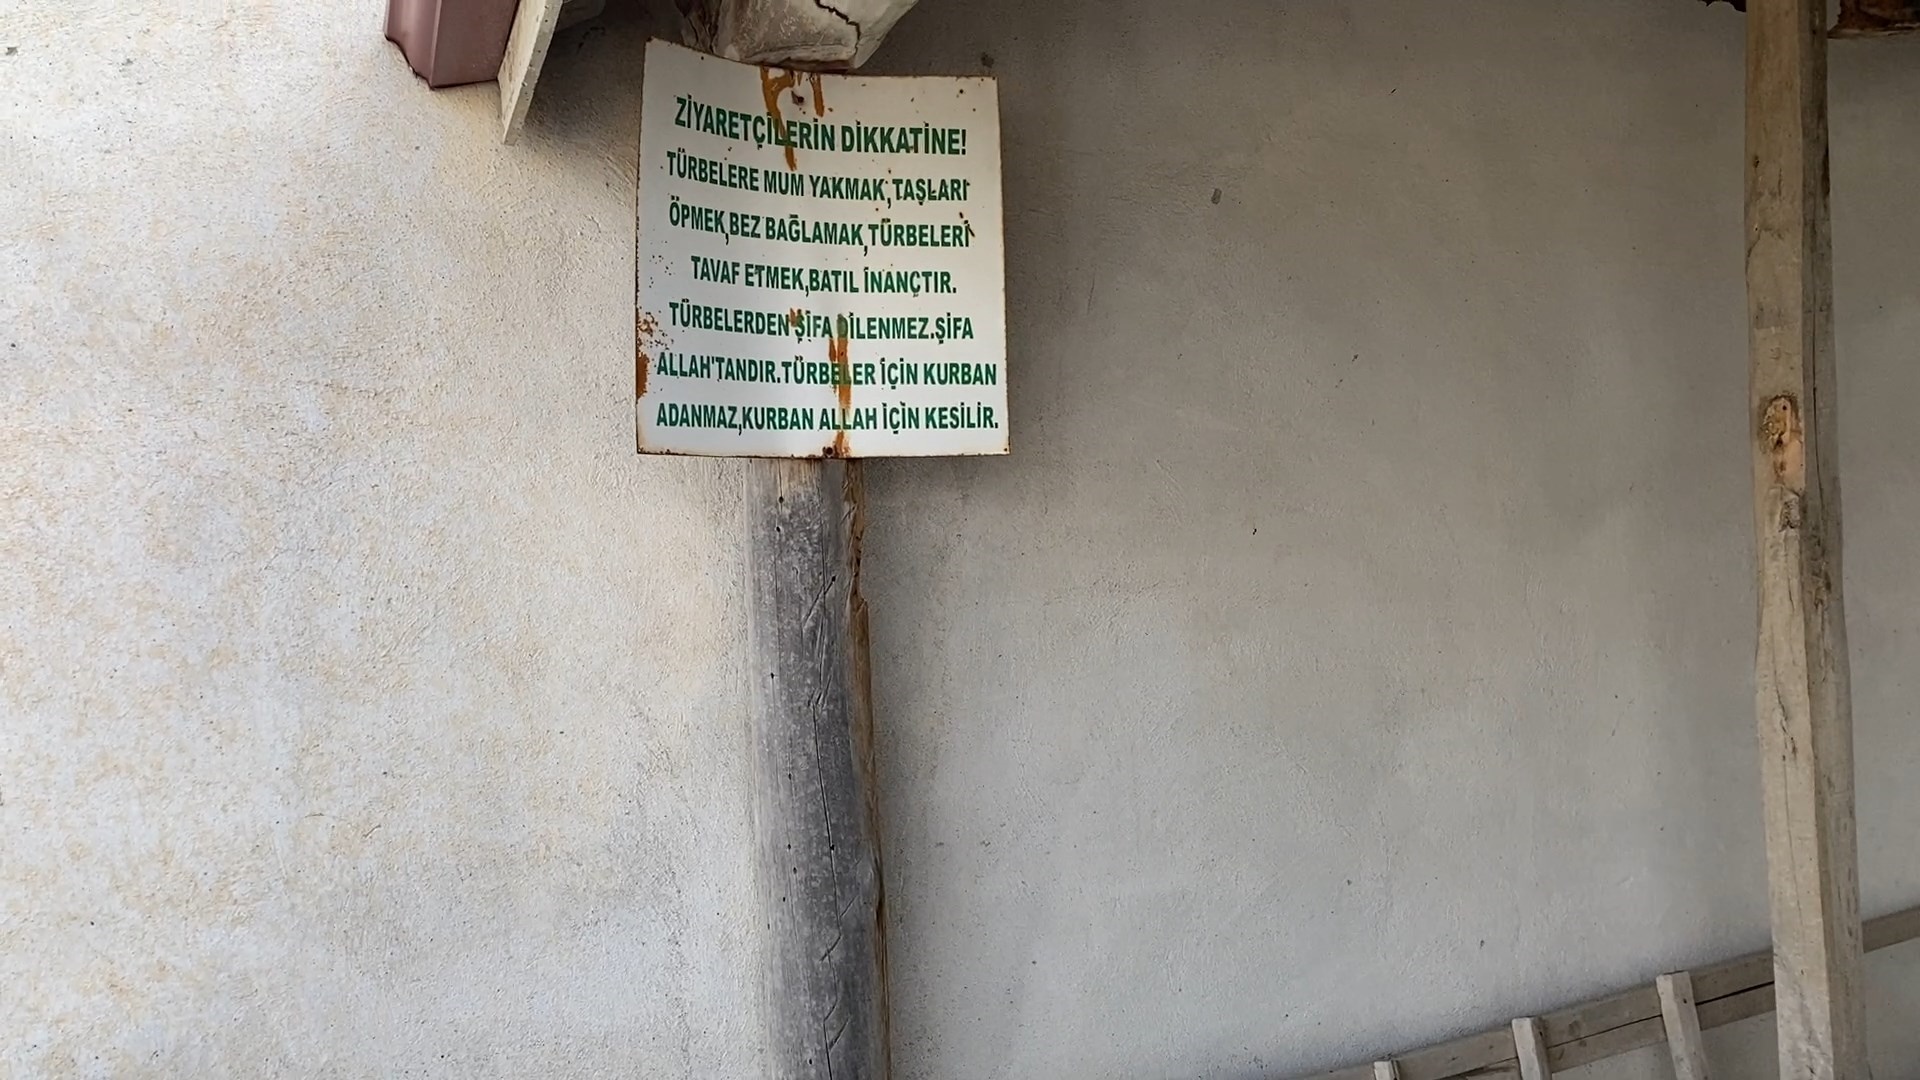 ZİYARETÇİLERİN DİKKATİNE!
TÜRBELERE MUM YAKMAK,TAŞLARI
ÖPMEK,BEZ BAĞLAMAK,TÜRBELERİ
TAVAF ETMEK,BATIL İNANÇTIR.
TÜRBELERDEN ŞİFA DİLENMEZ.ŞİFA
ALLAH'TANDIR.TÜRBELER İÇİN KURBAN
ADANMAZ,KURBAN ALLAH İÇİN KESİLİR.